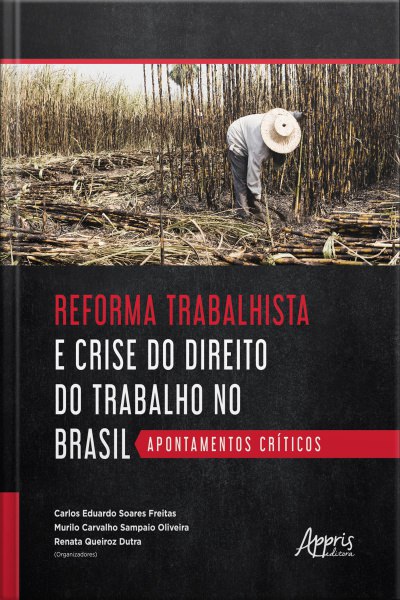 REFORMA TRABALHISTA
E CRISE DO DIREITO
DO TRABALHO NO
BRASIL APONTAMENTOS CRÍTICOS
Carlos Eduardo Soares Freitas
Murilo Carvalho Sampaio Oliveira
Renata Queiroz Dutra
(Organizadores)
Appris
editora